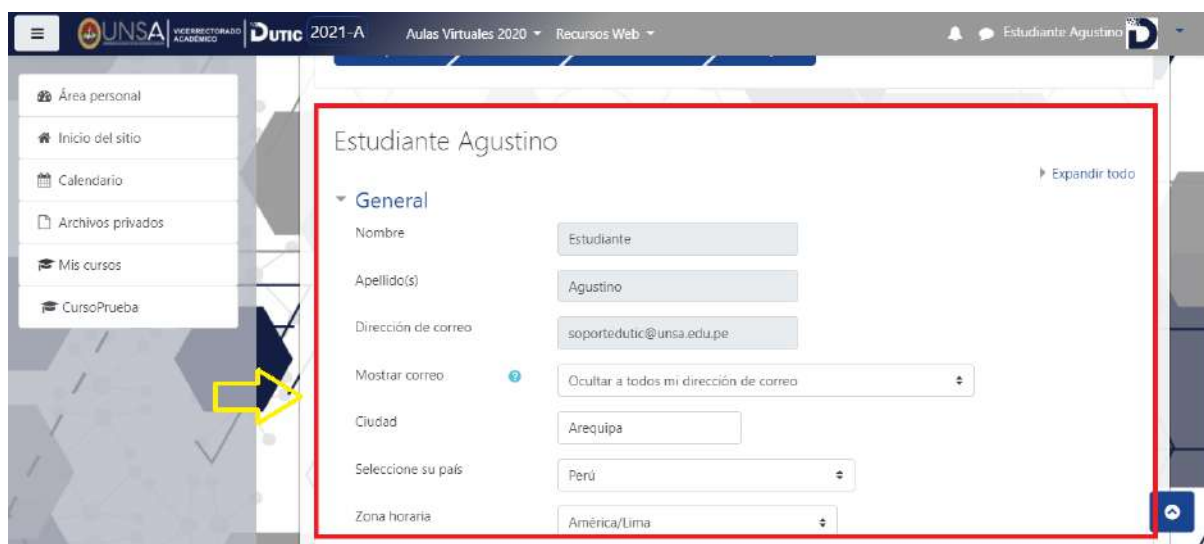 UNSA VICERRECTORADO ACADÉMICO DUTIC 2021-A Aulas Virtuales 2020 Recursos Web Estudiante Agustino
Área personal
Inicio del sitio
Calendario
Archivos privados
Mis cursos
CursoPrueba
Estudiante Agustino
Expandir todo
General
Nombre Estudiante
Apellido(s) Agustino
Dirección de correo soportedutic@unsa.edu.pe
Mostrar correo Ocultar a todos mi dirección de correo
Ciudad Arequipa
Seleccione su país Perú
Zona horaria América/Lima